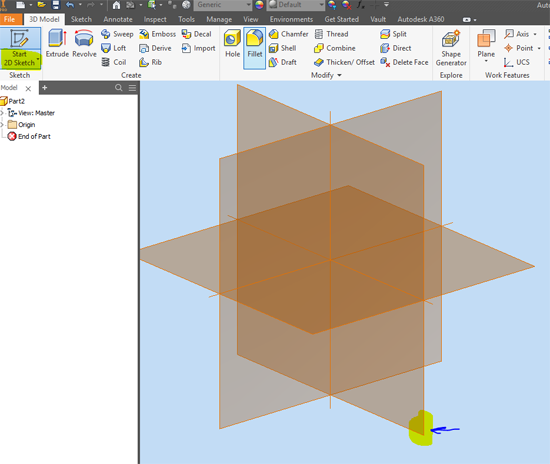 Generic Default
File 3D Model Sketch Annotate Inspect Tools Manage View Environments Get Started Vault Autodesk A360
Start
2D Sketch
Extrude
Revolve
Sweep
Loft
Coil
Emboss
Derive
Rib
Decal
Import
Hole
Fillet
Chamfer
Shell
Draft
Thread
Combine
Thicken/ Offset
Split
Direct
Delete Face
Shape
Generator
Plane
Axis
Point
UCS
Sketch Create Modify Explore Work Features
Model
Part2
View: Master
Origin
End of Part